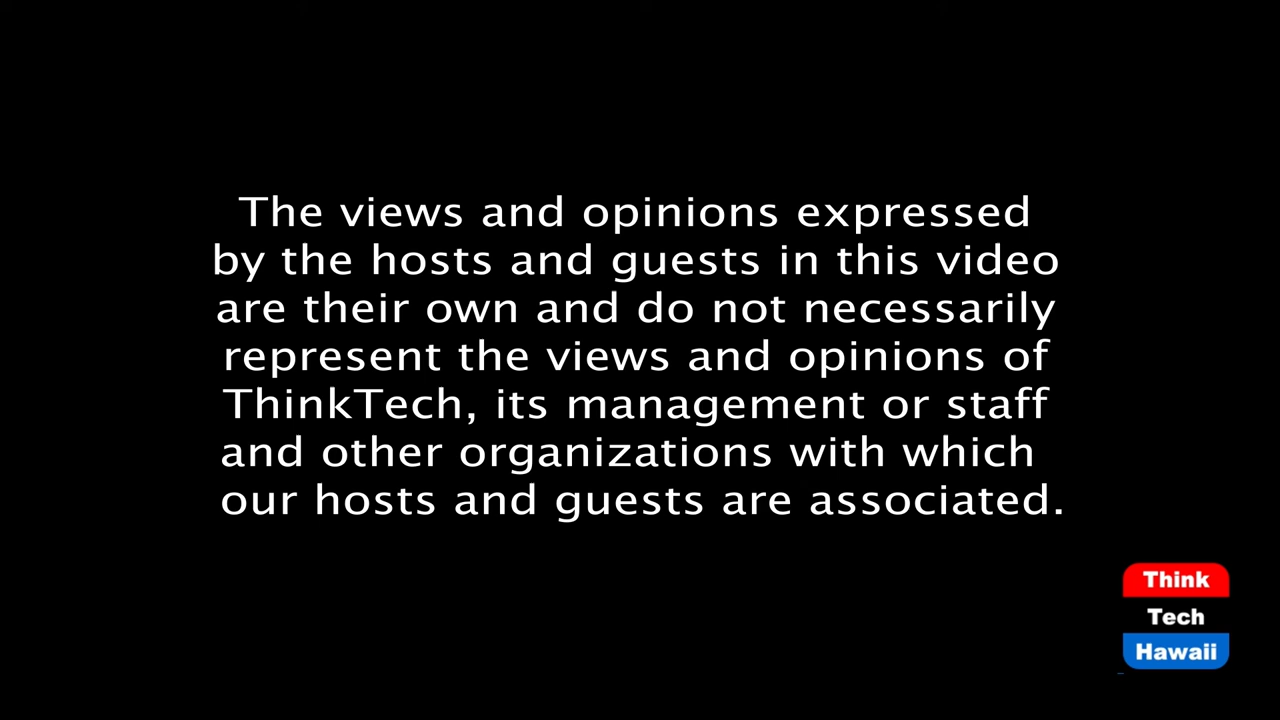 The views and opinions expressed
by the hosts and guests in this video
are their own and do not necessarily
represent the views and opinions of
ThinkTech, its management or staff
and other organizations with which
our hosts and guests are associated.
Think
Tech
Hawaii